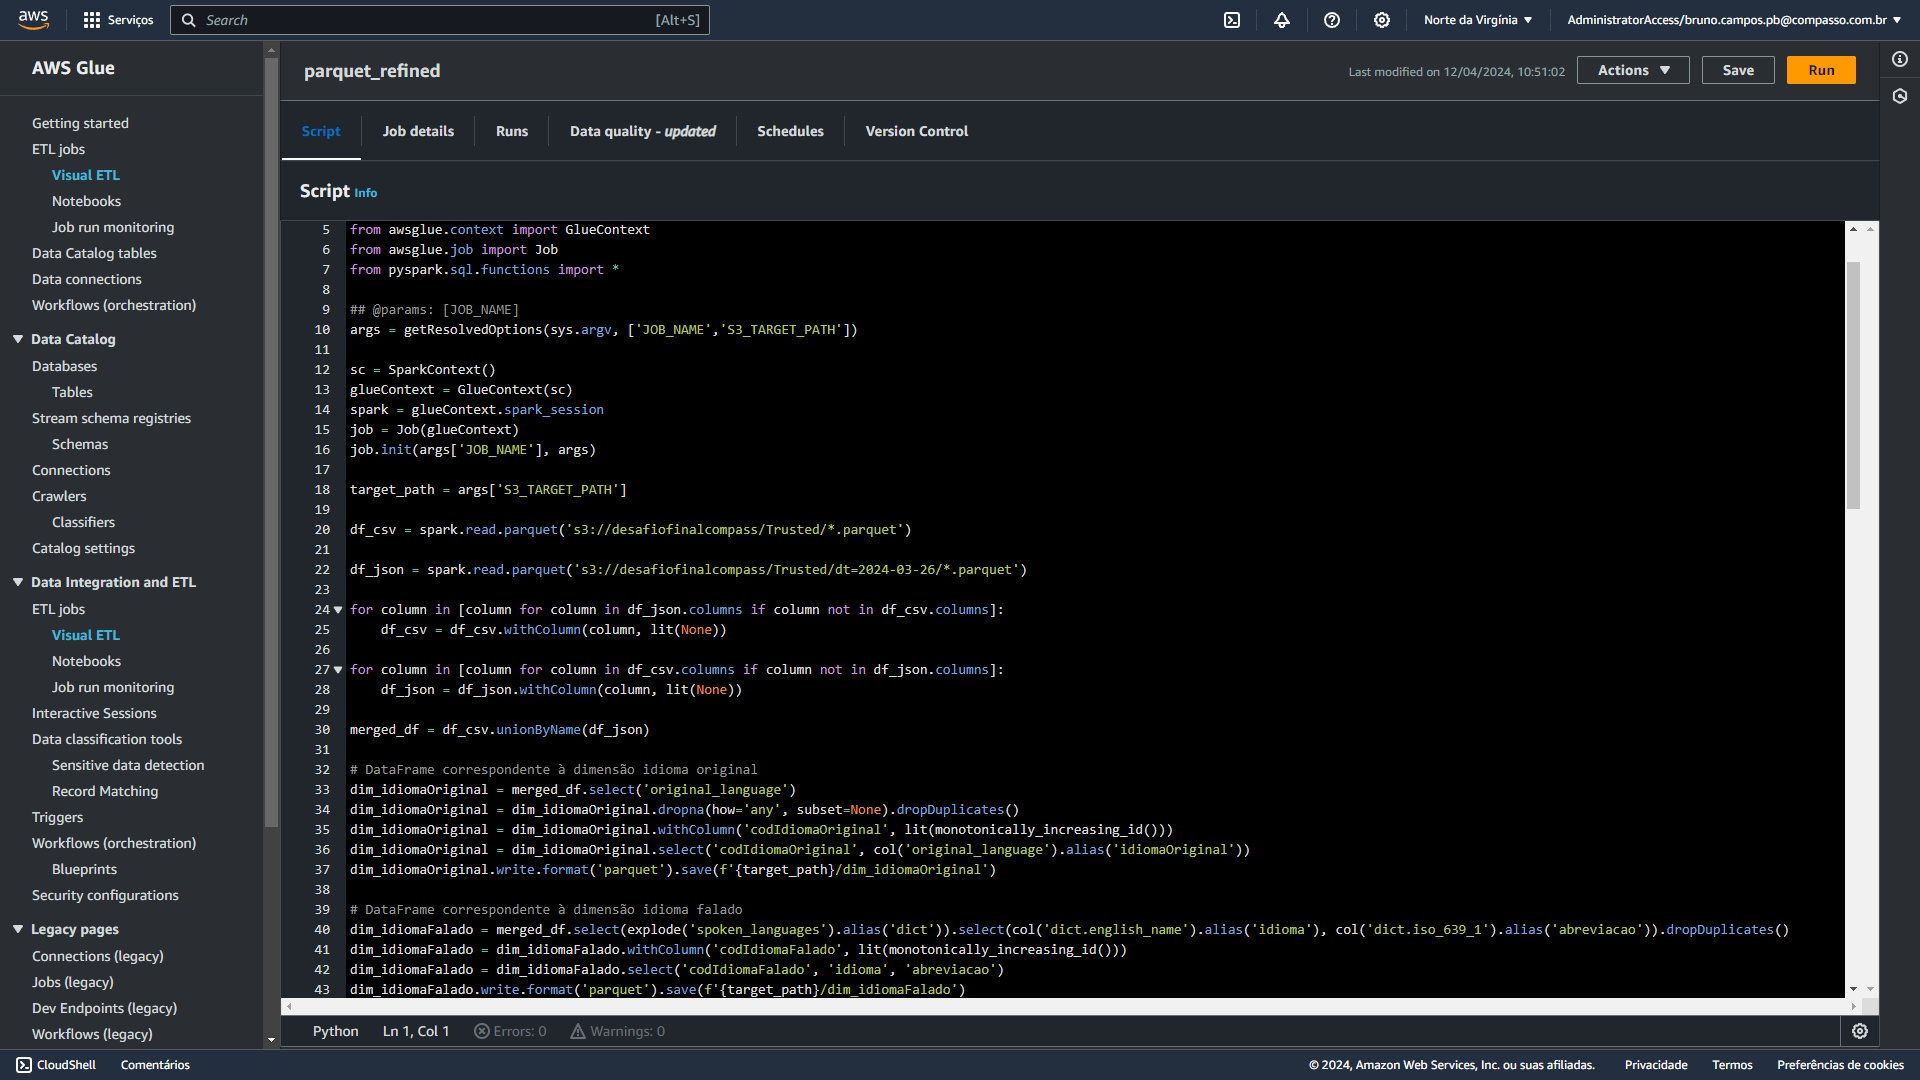 aws
Serviços
Search
[Alt+S]
Norte da Virgínia
AdministratorAccess/bruno.campos.pb@compasso.com.br
AWS Glue
Getting started
ETL jobs
Visual ETL
Notebooks
Job run monitoring
Data Catalog tables
Data connections
Workflows (orchestration)
Data Catalog
Databases
Tables
Stream schema registries
Schemas
Connections
Crawlers
Classifiers
Catalog settings
Data Integration and ETL
ETL jobs
Visual ETL
Notebooks
Job run monitoring
Interactive Sessions
Data classification tools
Sensitive data detection
Record Matching
Triggers
Workflows (orchestration)
Blueprints
Security configurations
Legacy pages
Connections (legacy)
Jobs (legacy)
Dev Endpoints (legacy)
Workflows (legacy)
parquet_refined
Last modified on 12/04/2024, 10:51:02
Actions
Save
Run
Script
Job details
Runs
Data quality - updated
Schedules
Version Control
Script Info
5 from awsglue.context import GlueContext
6 from awsglue.job import Job
7 from pyspark.sql.functions import *
8
9 ## @params: [JOB_NAME]
10 args = getResolvedOptions(sys.argv, ['JOB_NAME','S3_TARGET_PATH'])
11
12 sc = SparkContext()
13 glueContext = GlueContext(sc)
14 spark = glueContext.spark_session
15 job = Job(glueContext)
16 job.init(args['JOB_NAME'], args)
17
18 target_path = args['S3_TARGET_PATH']
19
20 df_csv = spark.read.parquet('s3://desafiofinalcompass/Trusted/*.parquet')
21
22 df_json = spark.read.parquet('s3://desafiofinalcompass/Trusted/dt=2024-03-26/*.parquet')
23
24 for column in [column for column in df_json.columns if column not in df_csv.columns]:
25     df_csv = df_csv.withColumn(column, lit(None))
26
27 for column in [column for column in df_csv.columns if column not in df_json.columns]:
28     df_json = df_json.withColumn(column, lit(None))
29
30 merged_df = df_csv.unionByName(df_json)
31
32 # DataFrame correspondente à dimensão idioma original
33 dim_idiomaOriginal = merged_df.select('original_language')
34 dim_idiomaOriginal = dim_idiomaOriginal.dropna(how='any', subset=None).dropDuplicates()
35 dim_idiomaOriginal = dim_idiomaOriginal.withColumn('codIdiomaOriginal', lit(monotonically_increasing_id()))
36 dim_idiomaOriginal = dim_idiomaOriginal.select('codIdiomaOriginal', col('original_language').alias('idiomaOriginal'))
37 dim_idiomaOriginal.write.format('parquet').save(f'{target_path}/dim_idiomaOriginal')
38
39 # DataFrame correspondente à dimensão idioma falado
40 dim_idiomaFalado = merged_df.select(explode('spoken_languages').alias('dict')).select(col('dict.english_name').alias('idioma'), col('dict.iso_639_1').alias('abreviacao')).dropDuplicates()
41 dim_idiomaFalado = dim_idiomaFalado.withColumn('codIdiomaFalado', lit(monotonically_increasing_id()))
42 dim_idiomaFalado = dim_idiomaFalado.select('codIdiomaFalado', 'idioma', 'abreviacao')
43 dim_idiomaFalado.write.format('parquet').save(f'{target_path}/dim_idiomaFalado')
Python
Ln 1, Col 1
Errors: 0
Warnings: 0
CloudShell
Comentários
© 2024, Amazon Web Services, Inc. ou suas afiliadas.
Privacidade
Termos
Preferências de cookies